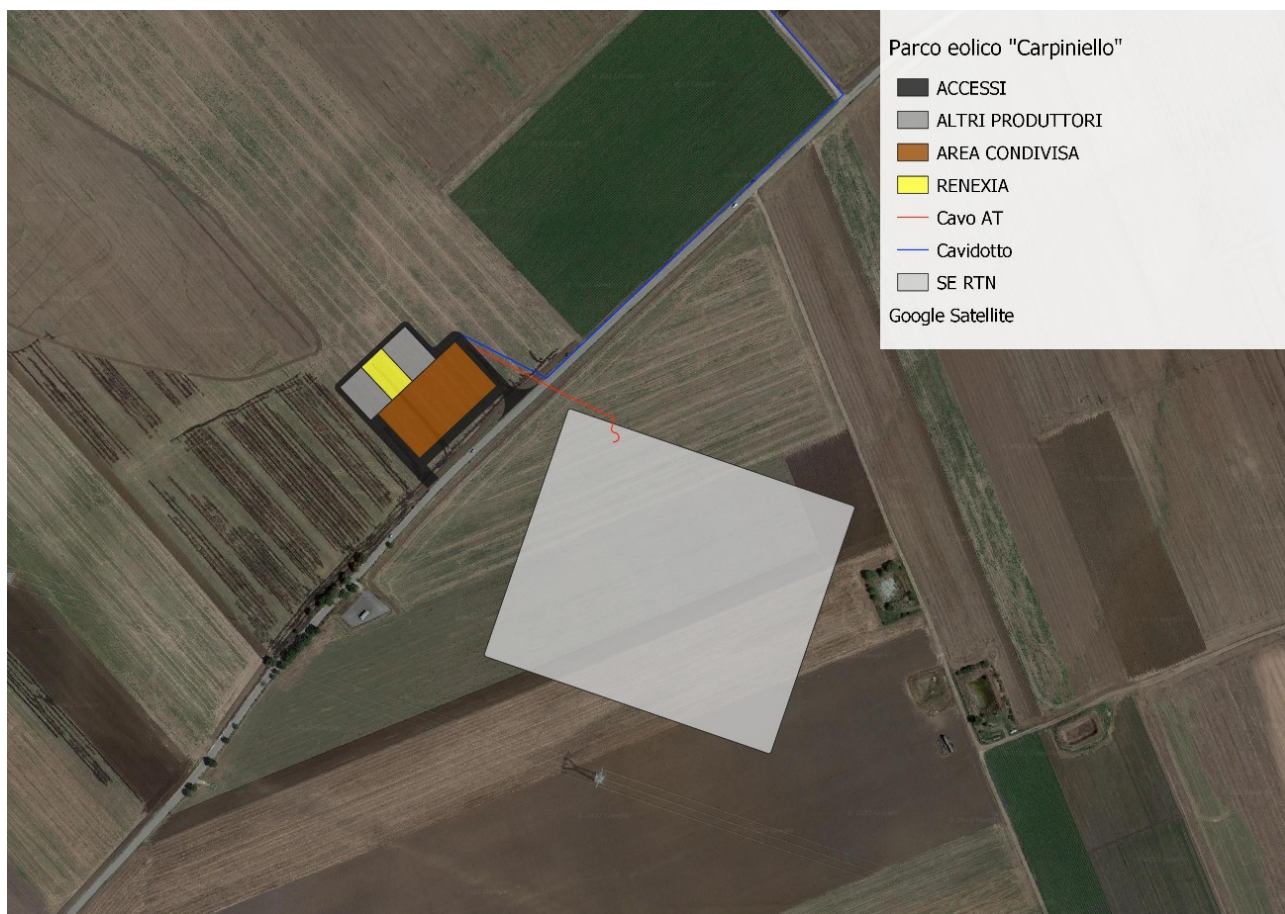 Parco eolico "Carpiniello"
ACCESSI
ALTRI PRODUTTORI
AREA CONDIVISA
RENEXIA
Cavo AT
Cavidotto
SE RTN
Google Satellite